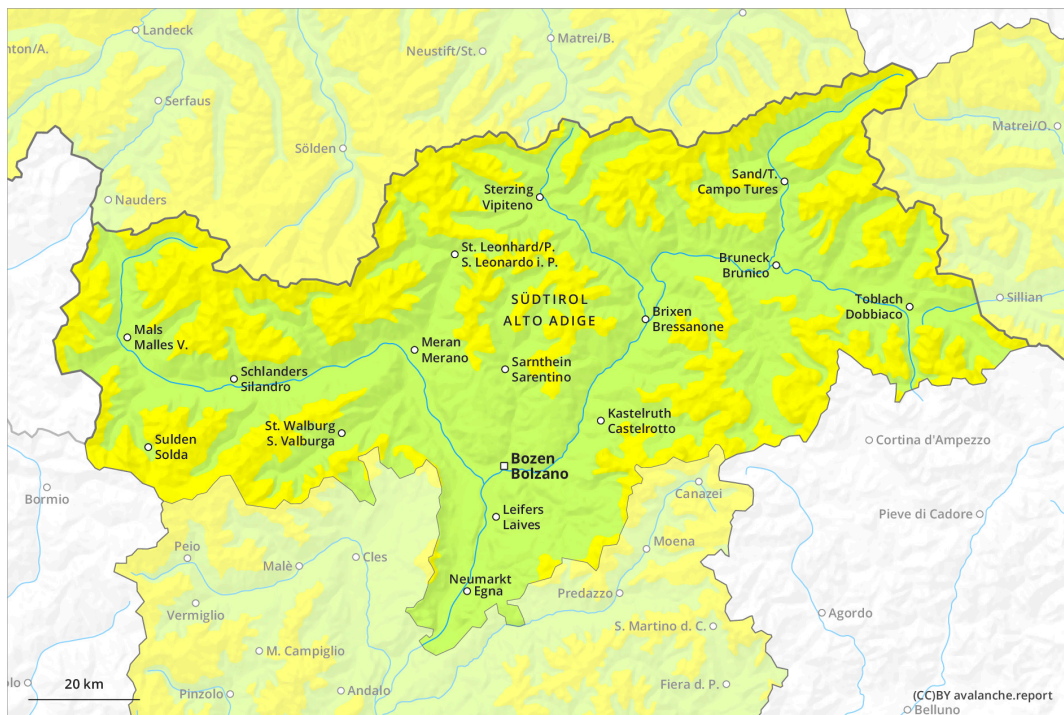 Landeck
nton/A.
Neustift/St.
Matrei/B.
Serfaus
Matrei/O.
Sölden
Sand/T.
Campo Tures
Nauders
Sterzing
Vipiteno
St. Leonhard/P.
S. Leonardo i. P.
Bruneck
Brunico
Sillian
SÜDTIROL
ALTO ADIGE
Toblach
Dobbiaco
Brixen
Bressanone
Mals
Malles V.
Meran
Merano
Schlanders
Silandro
Sarnthein
Sarentino
Kastelruth
Castelrotto
St. Walburg
S. Valburga
Sulden
Solda
Cortina d'Ampezzo
Bozen
Bolzano
Bormio
Canazei
Leifers
Laives
Pieve di Cadore
Peio
Cles
Malè
Moena
Neumarkt
Egna
Predazzo
Vermiglio
Agordo
S. Martino d. C.
M. Campiglio
olo
20 km
Pinzolo
Andalo
Fiera d. P.
(CC)BY avalanche.report
Belluno